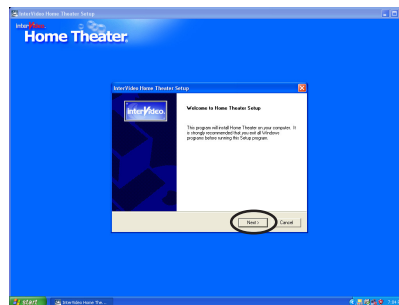 InterVideo Home Theater Setup
InterVideo
Home Theater
InterVideo Home Theater Setup
InterVideo
Welcome to Home Theater Setup
This program will install Home Theater on your computer. It
is strongly recommended that you exit all Windows
programs before running this Setup program.
Next >
Cancel
start
InterVideo Home The...